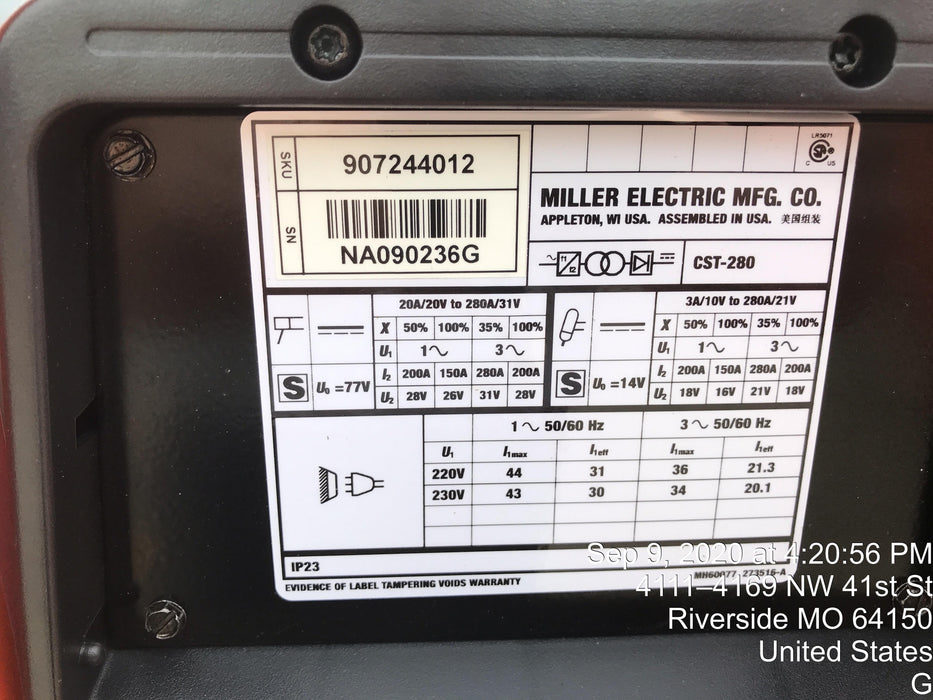 SKU
907244012
SN
NA090236G
LR5071
SP®
C US
MILLER ELECTRIC MFG. CO.
APPLETON, WI USA. ASSEMBLED IN USA. 美国组装
f1
f2
CST-280
20A/20V to 280A/31V
X 50% 100% 35% 100%
U1 1~ 3~
I2 200A 150A 280A 200A
U2 28V 26V 31V 28V
S U0 =77V
3A/10V to 280A/21V
X 50% 100% 35% 100%
U1 1~ 3~
I2 200A 150A 280A 200A
U2 18V 16V 21V 18V
S U0 =14V
1~ 50/60 Hz 3~ 50/60 Hz
U1 I1max I1eff I1max I1eff
220V 44 31 36 21.3
230V 43 30 34 20.1
IP23
EVIDENCE OF LABEL TAMPERING VOIDS WARRANTY
273516-A
Sep 9, 2020 at 4:20:56 PM
4111–4169 NW 41st St
Riverside MO 64150
United States
G